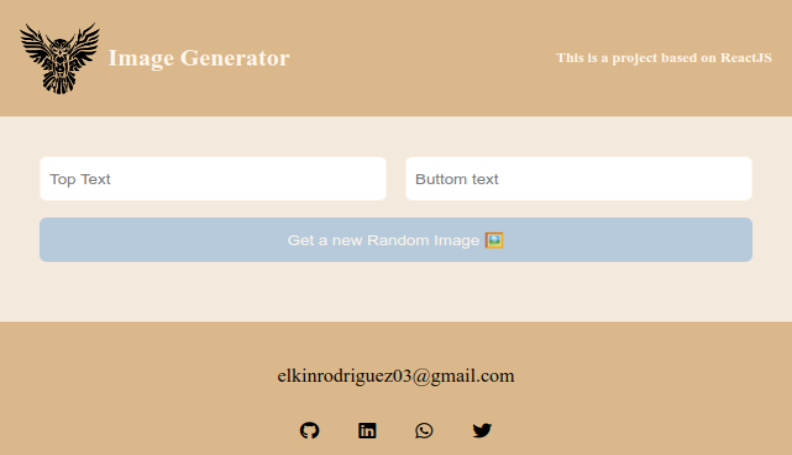 Image Generator
This is a project based on ReactJS
Top Text
Buttom text
Get a new Random Image 🖼️
elkinrodriguez03@gmail.com